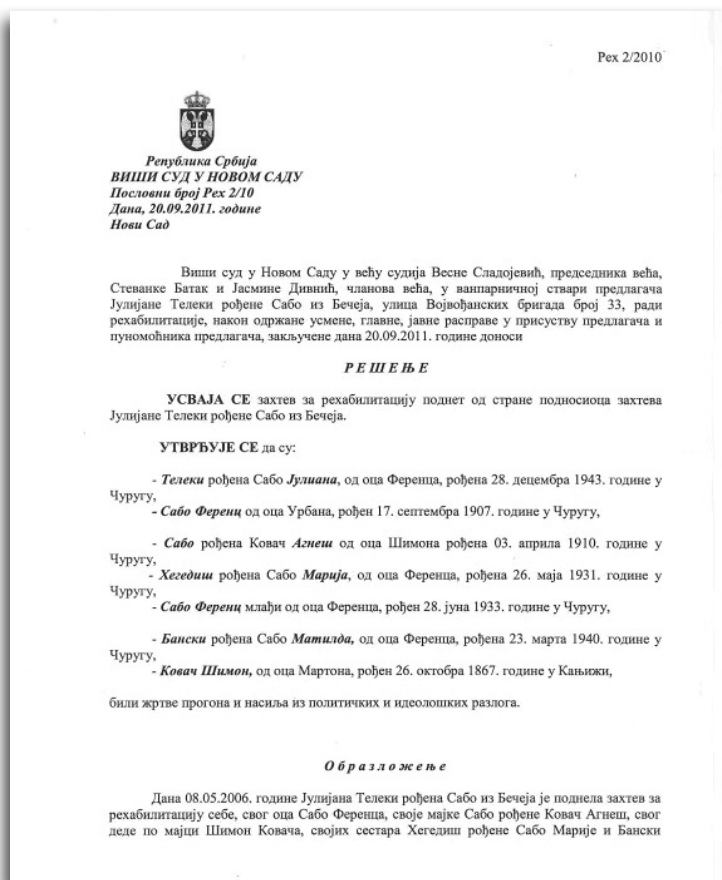 Рех 2/2010
Република Србија
ВИШИ СУД У НОВОМ САДУ
Пословни број Рех 2/10
Дана, 20.09.2011. године
Нови Сад
Виши суд у Новом Саду у већу судија Весне Сладојевић, председника већа,
Стеванке Батак и Јасмине Дивнић, чланова већа, у ванпарничној ствари предлагача
Јулијане Телеки рођене Сабо из Бечеја, улица Војвођанских бригада број 33, ради
рехабилитације, након одржане усмене, главне, јавне расправе у присуству предлагача и
пуномоћника предлагача, закључене дана 20.09.2011. године доноси
Р Е Ш Е Њ Е
УСВАЈА СЕ захтев за рехабилитацију поднет од стране подносиоца захтева
Јулијане Телеки рођене Сабо из Бечеја.
УТВРЂУЈЕ СЕ да су:
- Телеки рођена Сабо Јулиана, од оца Ференца, рођена 28. децембра 1943. године у
Чуругу,
- Сабо Ференц од оца Урбана, рођен 17. септембра 1907. године у Чуругу,
- Сабо рођена Ковач Агнеш од оца Шимона рођена 03. априла 1910. године у
Чуругу,
- Хегедиш рођена Сабо Марија, од оца Ференца, рођена 26. маја 1931. године у
Чуругу,
- Сабо Ференц млађи од оца Ференца, рођен 28. јуна 1933. године у Чуругу,
- Бански рођена Сабо Матилда, од оца Ференца, рођена 23. марта 1940. године у
Чуругу,
- Ковач Шимон, од оца Мартона, рођен 26. октобра 1867. године у Кањижи,
били жртве прогона и насиља из политичких и идеолошких разлога.
О б р а з л о ж е њ е
Дана 08.05.2006. године Јулијана Телеки рођена Сабо из Бечеја је поднела захтев за
рехабилитацију себе, свог оца Сабо Ференца, своје мајке Сабо рођене Ковач Агнеш, свог
деде по мајци Шимон Ковача, својих сестара Хегедиш рођене Сабо Марије и Бански